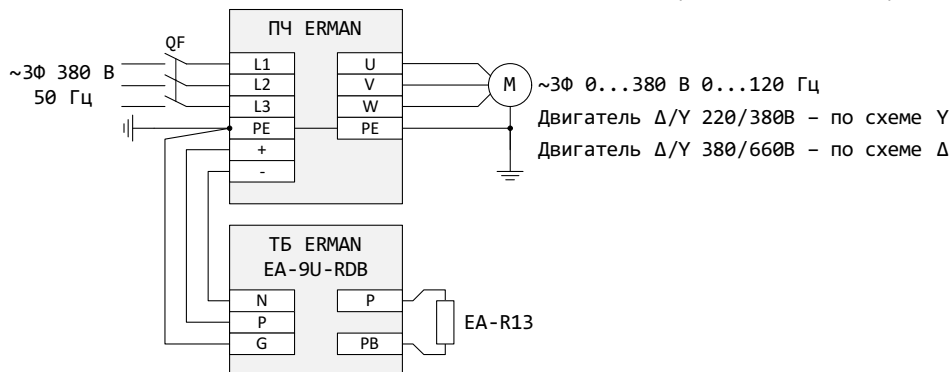 ПЧ ERMAN
QF
~3Ф 380 В
50 Гц
L1
L2
L3
PE
+
-
U
V
W
PE
M
~3Ф 0...380 В 0...120 Гц
Двигатель Δ/Y 220/380В – по схеме Y
Двигатель Δ/Y 380/660В – по схеме Δ
ТБ ERMAN
EA-9U-RDB
N
P
G
P
PB
EA-R13